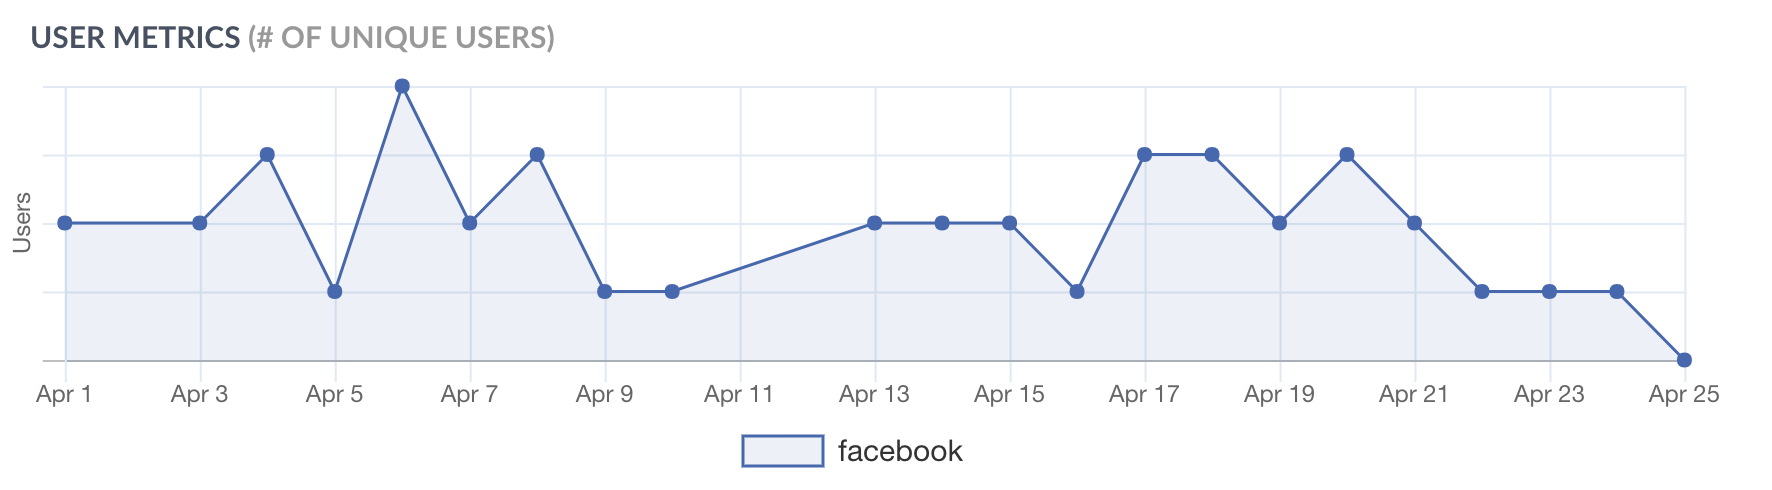 USER METRICS (# OF UNIQUE USERS)
Users
Apr 1 Apr 3 Apr 5 Apr 7 Apr 9 Apr 11 Apr 13 Apr 15 Apr 17 Apr 19 Apr 21 Apr 23 Apr 25
facebook